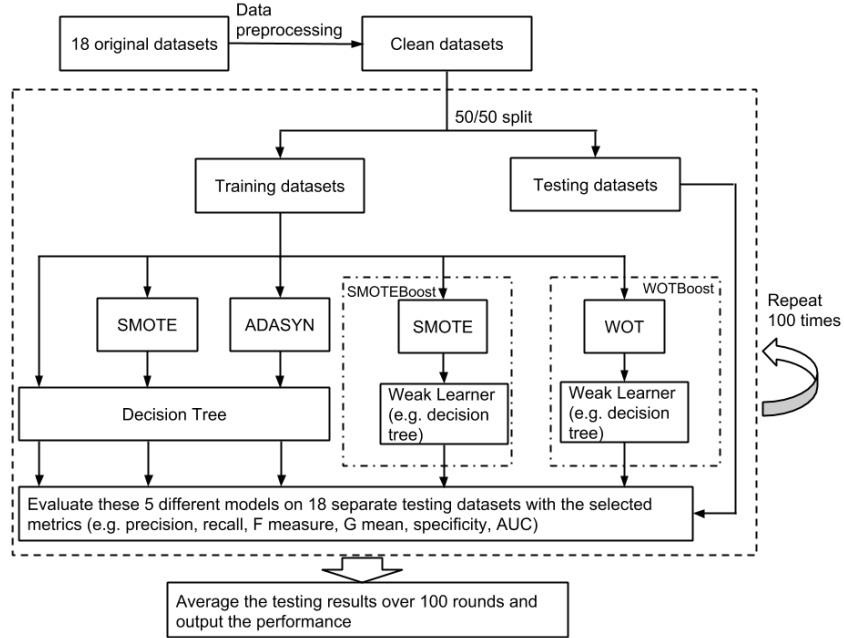 Data
preprocessing
18 original datasets
Clean datasets
50/50 split
Training datasets
Testing datasets
SMOTEBoost
WOTBoost
Repeat
100 times
SMOTE
ADASYN
SMOTE
WOT
Weak Learner
(e.g. decision
tree)
Weak Learner
(e.g. decision
tree)
Decision Tree
Evaluate these 5 different models on 18 separate testing datasets with the selected
metrics (e.g. precision, recall, F measure, G mean, specificity, AUC)
Average the testing results over 100 rounds and
output the performance